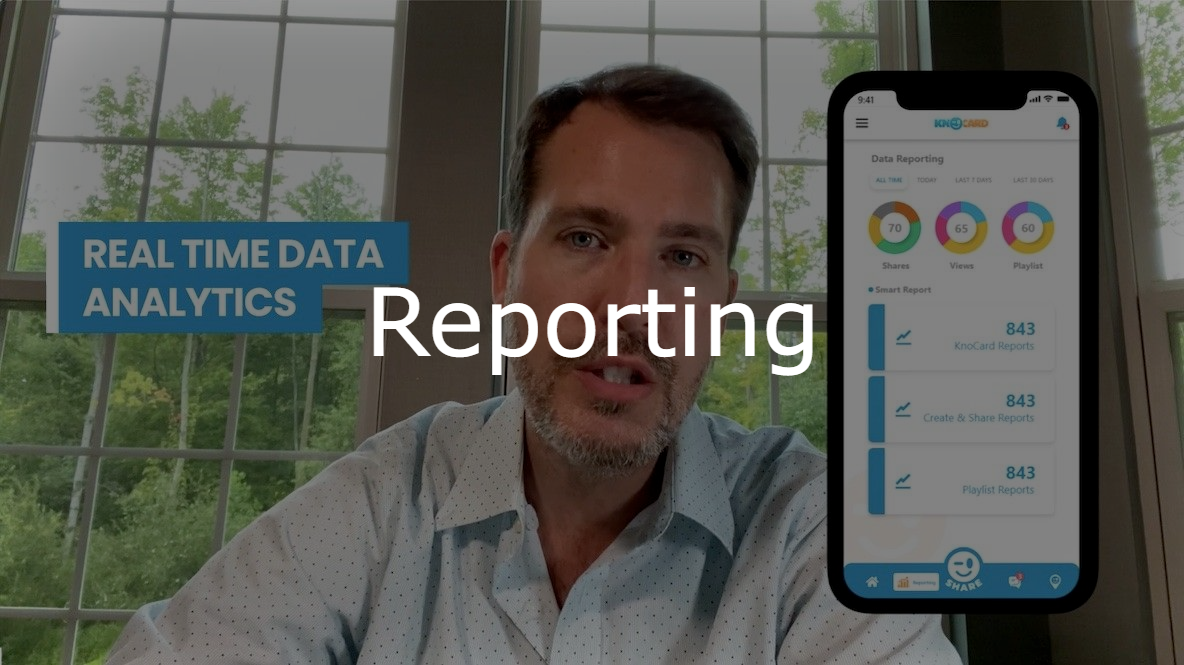 REAL TIME DATA
ANALYTICS
Reporting
9:41
KNOCARD
Data Reporting
ALL TIME TODAY LAST 7 DAYS LAST 30 DAYS
70 65 60
Shares Views Playlist
Smart Report
843
KnoCard Reports
843
Create & Share Reports
843
Playlist Reports
Reporting
SHARE